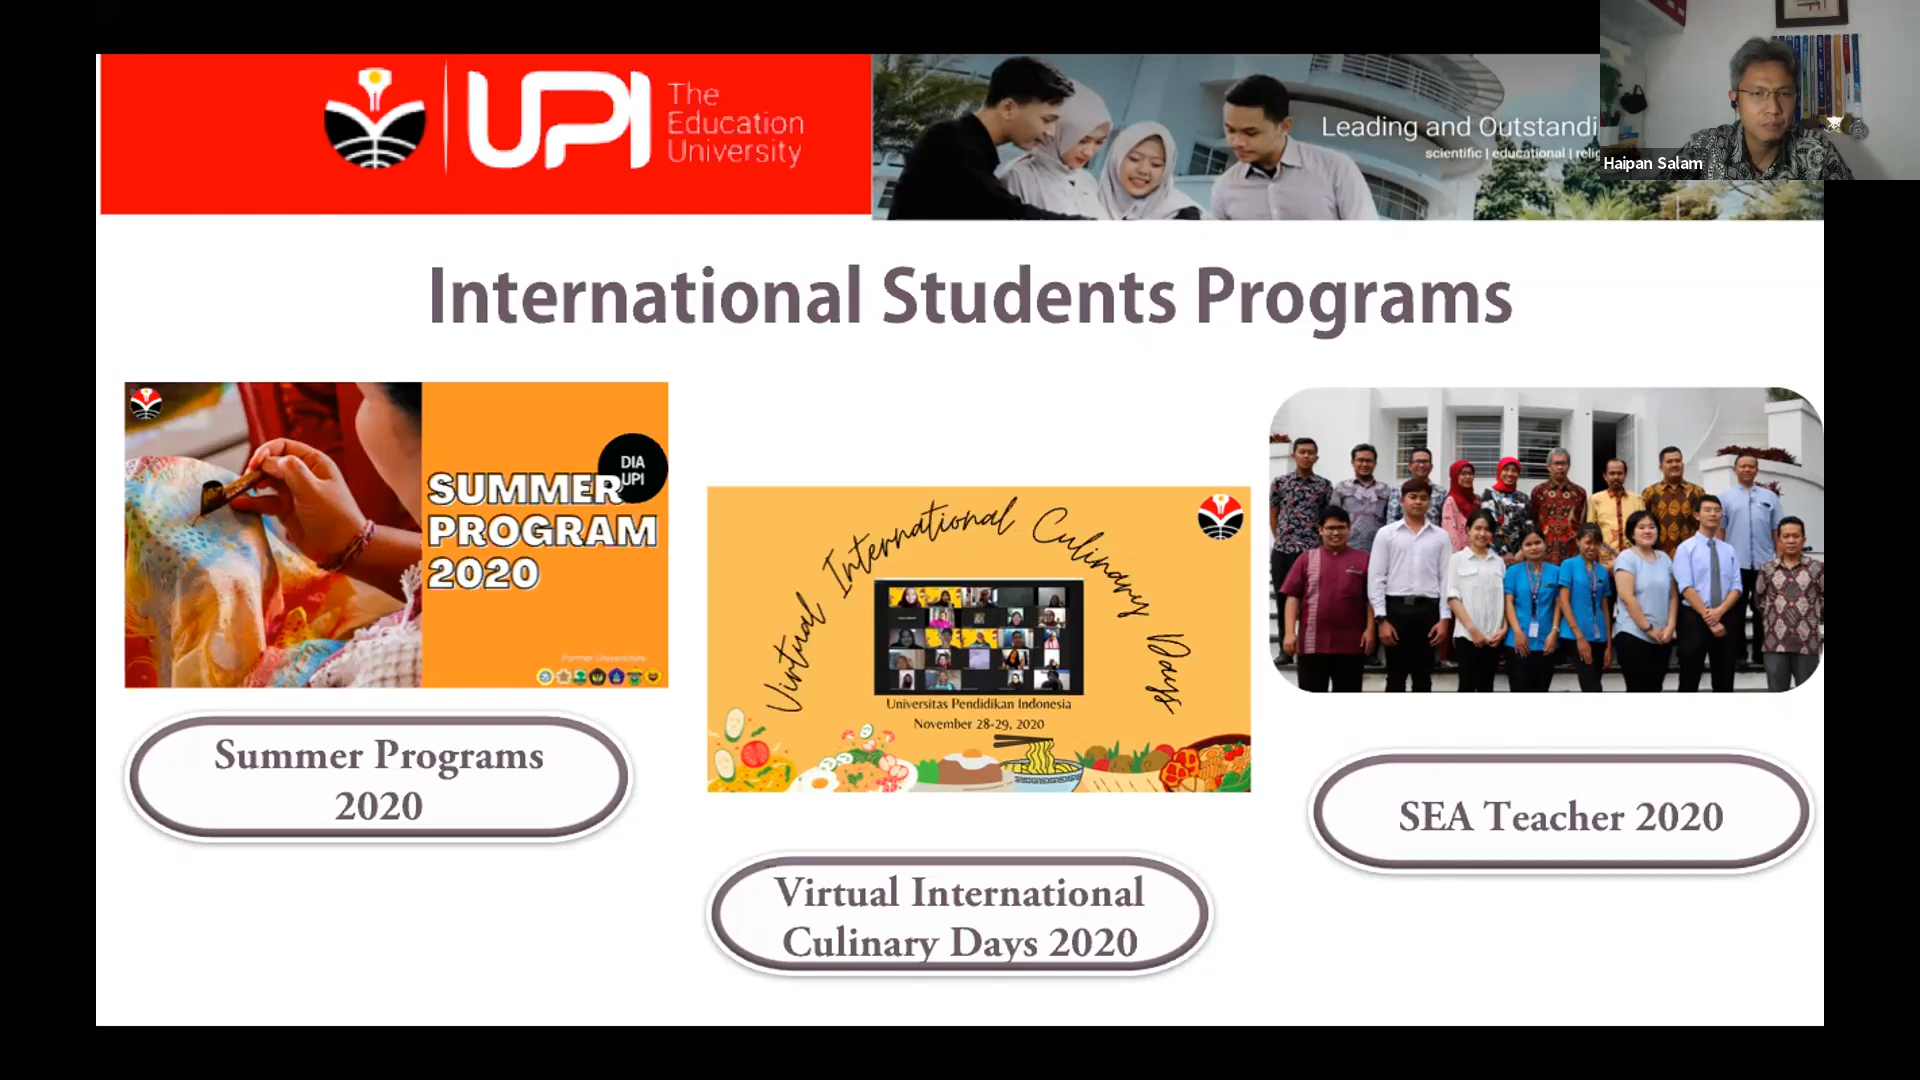 UPI
The
Education
University
Leading and Outstandi
scientific | educational | relig
Haipan Salam
International Students Programs
DIA
UPI
SUMMER
PROGRAM
2020
Partner Universities
Summer Programs
2020
Virtual International Culinary Days
Universitas Pendidikan Indonesia
November 28-29, 2020
Virtual International
Culinary Days 2020
SEA Teacher 2020